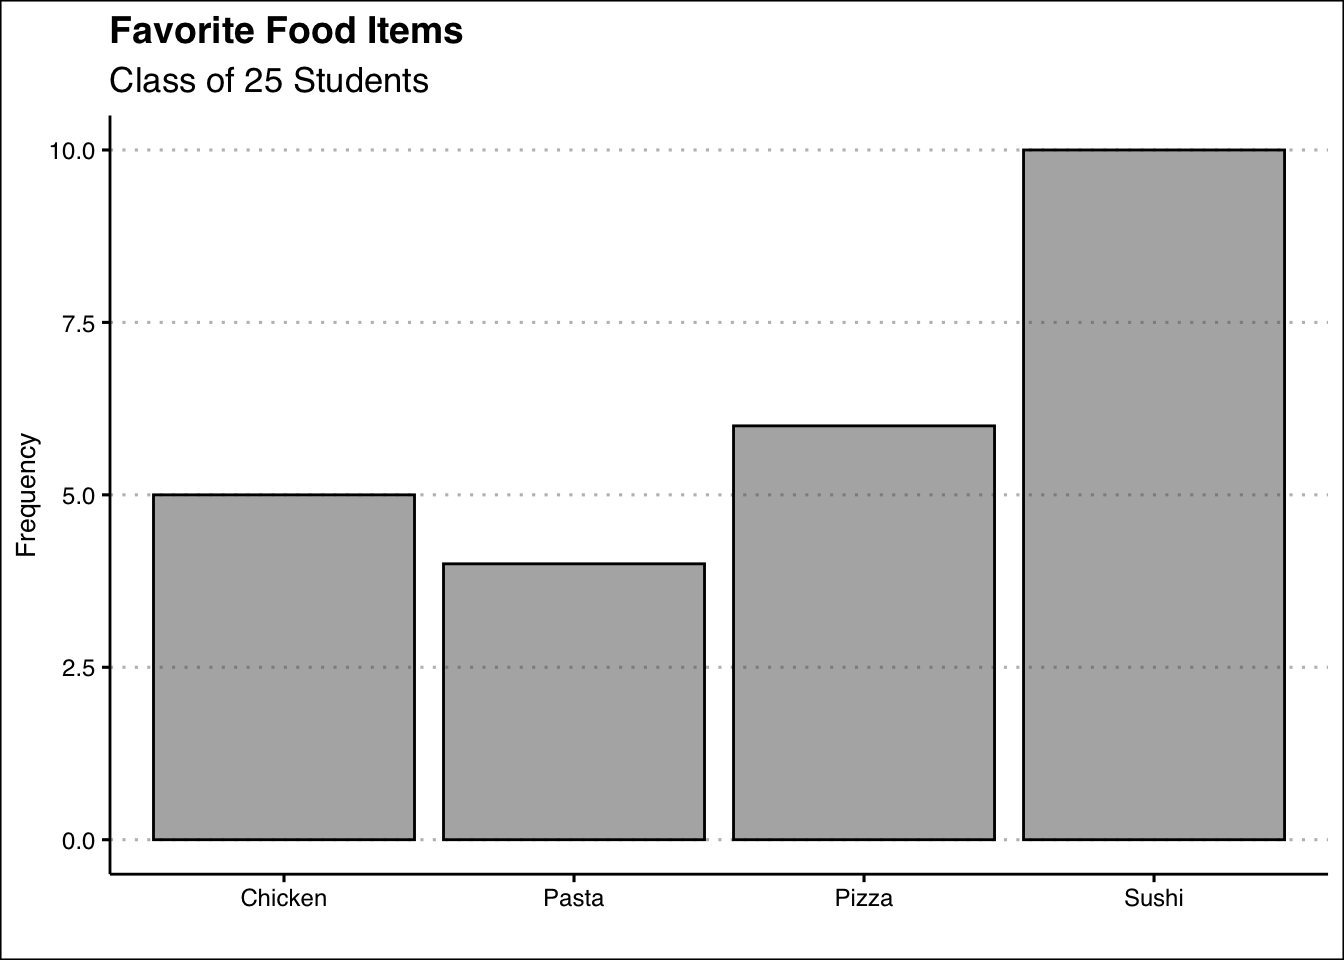 Favorite Food Items
Class of 25 Students
Frequency
10.0
7.5
5.0
2.5
0.0
Chicken Pasta Pizza Sushi